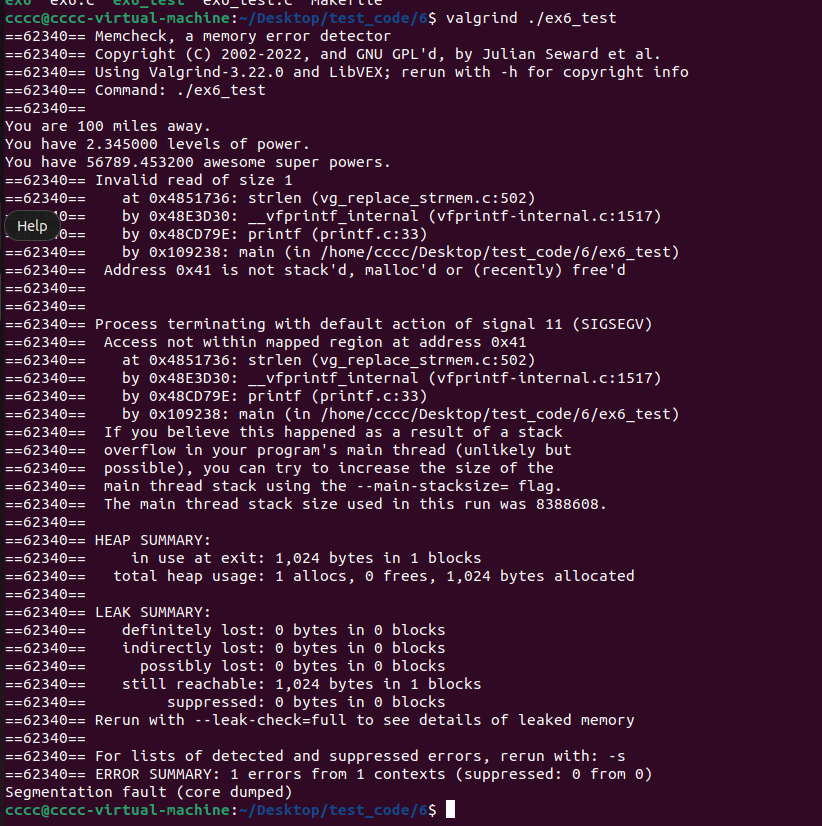 ex6 ex6.c ex6_test ex6_test.c Makefile
cccc@cccc-virtual-machine:~/Desktop/test_code/6$ valgrind ./ex6_test
==62340== Memcheck, a memory error detector
==62340== Copyright (C) 2002-2022, and GNU GPL'd, by Julian Seward et al.
==62340== Using Valgrind-3.22.0 and LibVEX; rerun with -h for copyright info
==62340== Command: ./ex6_test
==62340==
You are 100 miles away.
You have 2.345000 levels of power.
You have 56789.453200 awesome super powers.
==62340== Invalid read of size 1
==62340==    at 0x4851736: strlen (vg_replace_strmem.c:502)
==    by 0x48E3D30: __vfprintf_internal (vfprintf-internal.c:1517)
Help
0==    by 0x48CD79E: printf (printf.c:33)
==62340==    by 0x109238: main (in /home/cccc/Desktop/test_code/6/ex6_test)
==62340==  Address 0x41 is not stack'd, malloc'd or (recently) free'd
==62340==
==62340==
==62340== Process terminating with default action of signal 11 (SIGSEGV)
==62340==  Access not within mapped region at address 0x41
==62340==    at 0x4851736: strlen (vg_replace_strmem.c:502)
==62340==    by 0x48E3D30: __vfprintf_internal (vfprintf-internal.c:1517)
==62340==    by 0x48CD79E: printf (printf.c:33)
==62340==    by 0x109238: main (in /home/cccc/Desktop/test_code/6/ex6_test)
==62340==  If you believe this happened as a result of a stack
==62340==  overflow in your program's main thread (unlikely but
==62340==  possible), you can try to increase the size of the
==62340==  main thread stack using the --main-stacksize= flag.
==62340==  The main thread stack size used in this run was 8388608.
==62340==
==62340== HEAP SUMMARY:
==62340==     in use at exit: 1,024 bytes in 1 blocks
==62340==   total heap usage: 1 allocs, 0 frees, 1,024 bytes allocated
==62340==
==62340== LEAK SUMMARY:
==62340==    definitely lost: 0 bytes in 0 blocks
==62340==    indirectly lost: 0 bytes in 0 blocks
==62340==      possibly lost: 0 bytes in 0 blocks
==62340==    still reachable: 1,024 bytes in 1 blocks
==62340==         suppressed: 0 bytes in 0 blocks
==62340== Rerun with --leak-check=full to see details of leaked memory
==62340==
==62340== For lists of detected and suppressed errors, rerun with: -s
==62340== ERROR SUMMARY: 1 errors from 1 contexts (suppressed: 0 from 0)
Segmentation fault (core dumped)
cccc@cccc-virtual-machine:~/Desktop/test_code/6$